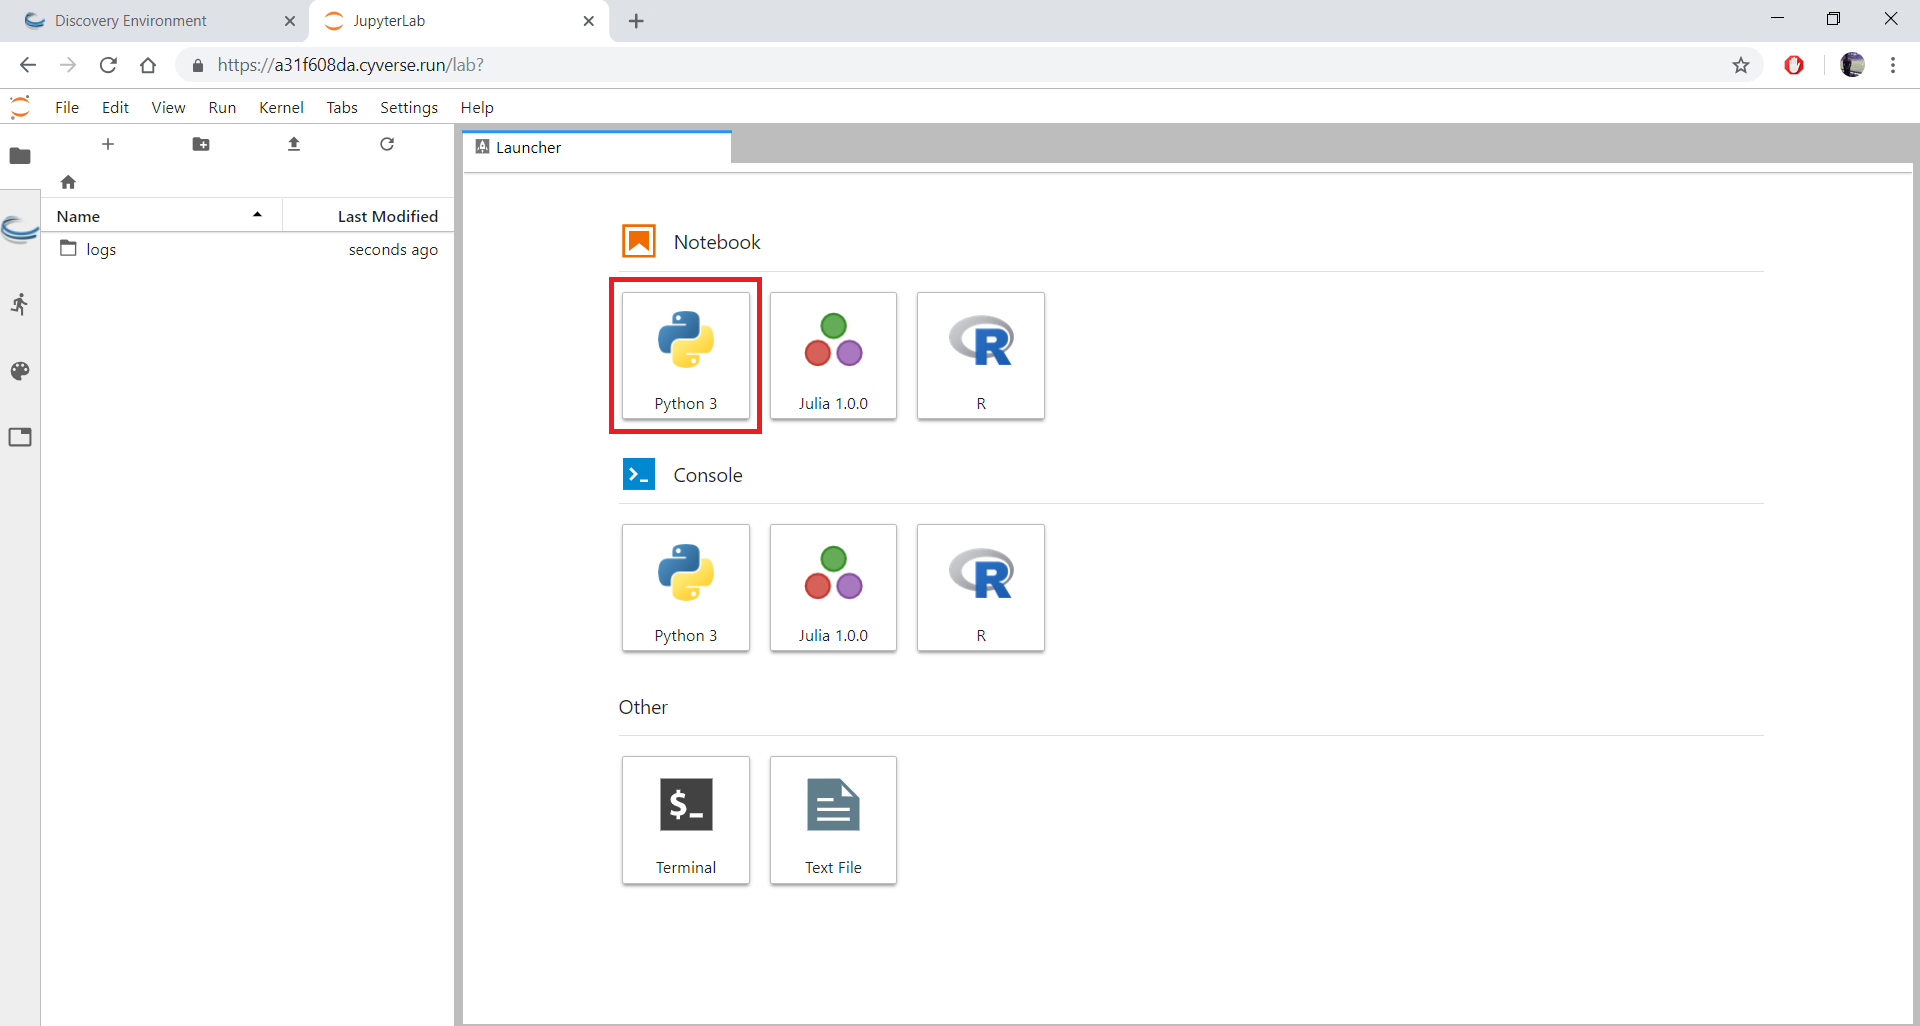 Discovery Environment
JupyterLab
https://a31f608da.cyverse.run/lab?
File Edit View Run Kernel Tabs Settings Help
Launcher
Name Last Modified
logs seconds ago
Notebook
Python 3 Julia 1.0.0 R
Console
Python 3 Julia 1.0.0 R
Other
$_
Terminal Text File